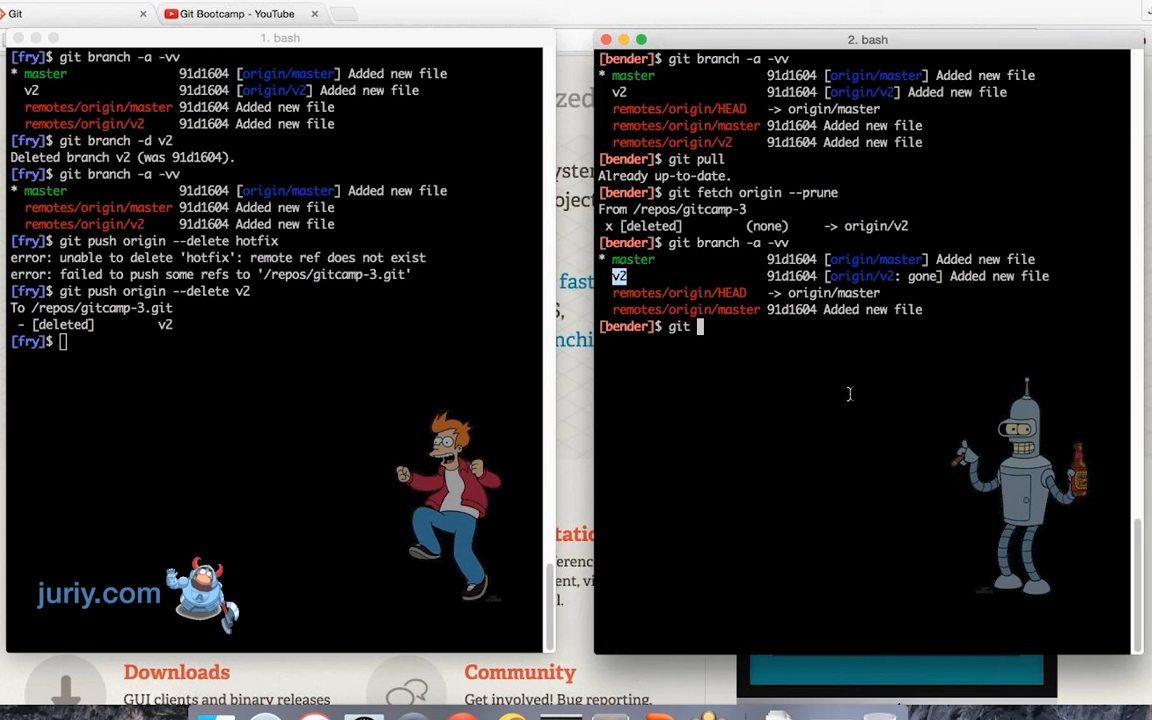 Git
Git Bootcamp - YouTube
1. bash
[fry]$ git branch -a -vv
* master 91d1604 [origin/master] Added new file
v2 91d1604 [origin/v2] Added new file
remotes/origin/master 91d1604 Added new file
remotes/origin/v2 91d1604 Added new file
[fry]$ git branch -d v2
Deleted branch v2 (was 91d1604).
[fry]$ git branch -a -vv
* master 91d1604 [origin/master] Added new file
remotes/origin/master 91d1604 Added new file
remotes/origin/v2 91d1604 Added new file
[fry]$ git push origin --delete hotfix
error: unable to delete 'hotfix': remote ref does not exist
error: failed to push some refs to '/repos/gitcamp-3.git'
[fry]$ git push origin --delete v2
To /repos/gitcamp-3.git
- [deleted] v2
[fry]$
juriy.com
2. bash
[bender]$ git branch -a -vv
* master 91d1604 [origin/master] Added new file
v2 91d1604 [origin/v2] Added new file
remotes/origin/HEAD -> origin/master
remotes/origin/master 91d1604 Added new file
remotes/origin/v2 91d1604 Added new file
[bender]$ git pull
Already up-to-date.
[bender]$ git fetch origin --prune
From /repos/gitcamp-3
x [deleted] (none) -> origin/v2
[bender]$ git branch -a -vv
* master 91d1604 [origin/master] Added new file
v2 91d1604 [origin/v2: gone] Added new file
remotes/origin/HEAD -> origin/master
remotes/origin/master 91d1604 Added new file
[bender]$ git
fast
Downloads
GUI clients and binary releases
Community
Get involved! Bug reporting,